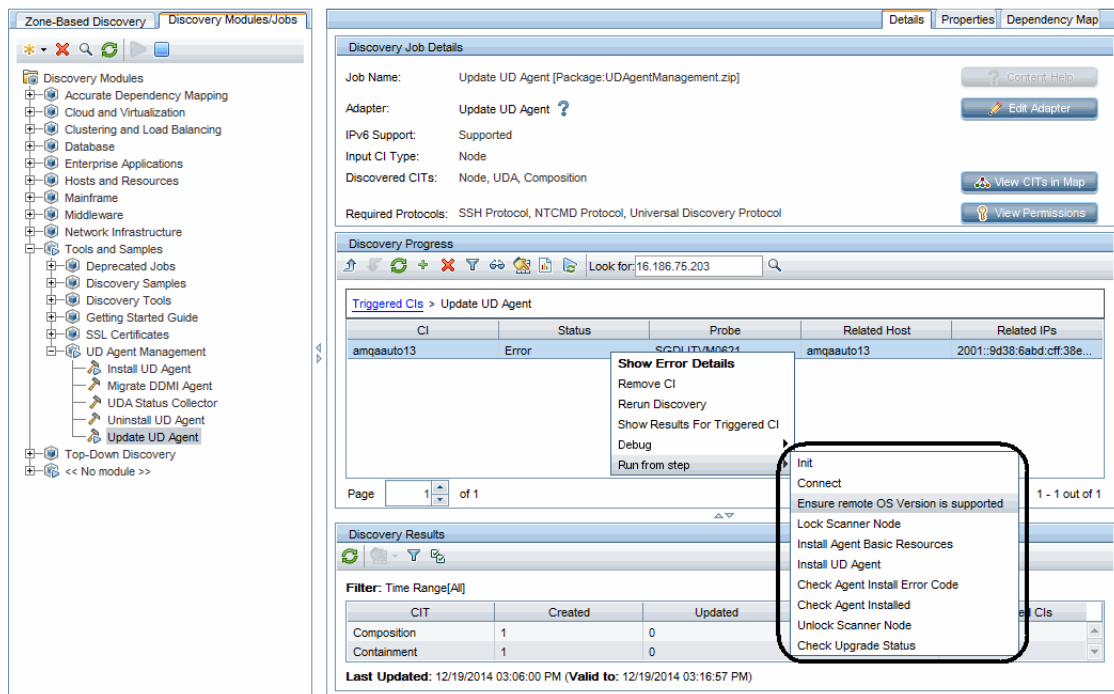 Zone-Based Discovery
Discovery Modules/Jobs
Discovery Modules
Accurate Dependency Mapping
Cloud and Virtualization
Clustering and Load Balancing
Database
Enterprise Applications
Hosts and Resources
Mainframe
Middleware
Network Infrastructure
Tools and Samples
Deprecated Jobs
Discovery Samples
Discovery Tools
Getting Started Guide
SSL Certificates
UD Agent Management
Install UD Agent
Migrate DDMI Agent
UDA Status Collector
Uninstall UD Agent
Update UD Agent
Top-Down Discovery
<< No module >>
Details Properties Dependency Map
Discovery Job Details
Job Name: Update UD Agent [Package:UDAgentManagement.zip]
Content Help
Adapter: Update UD Agent ?
Edit Adapter
IPv6 Support: Supported
Input CI Type: Node
Discovered CITs: Node, UDA, Composition
View CITs in Map
Required Protocols: SSH Protocol, NTCMD Protocol, Universal Discovery Protocol
View Permissions
Discovery Progress
Look for: 16.186.75.203
Triggered CIs > Update UD Agent
CI Status Probe Related Host Related IPs
amqaauto13 Error amqaauto13 2001::9d38:6abd:cff:38e...
Show Error Details
Remove CI
Rerun Discovery
Show Results For Triggered CI
Debug
Run from step
Init
Connect
Ensure remote OS Version is supported
Lock Scanner Node
Install Agent Basic Resources
Install UD Agent
Check Agent Install Error Code
Check Agent Installed
Unlock Scanner Node
Check Upgrade Status
Page 1 of 1
1 - 1 out of 1
Discovery Results
Filter: Time Range[All]
CIT Created Updated CIs
Composition 1 0
Containment 1 0
Last Updated: 12/19/2014 03:06:00 PM (Valid to: 12/19/2014 03:16:57 PM)